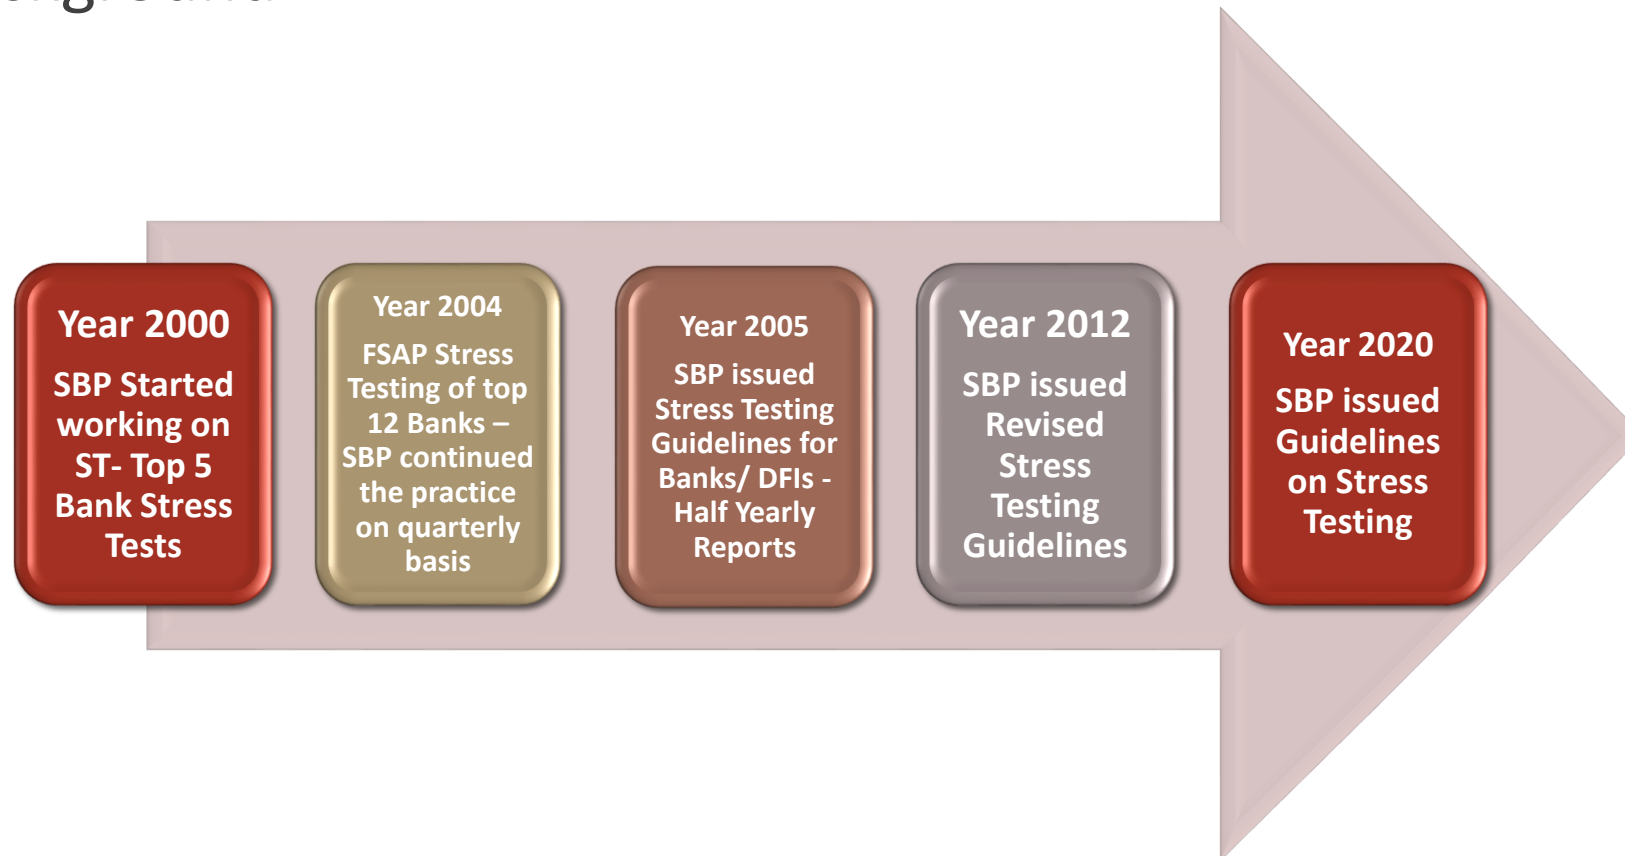 Year 2000
SBP Started
working on
ST- Top 5
Bank Stress
Tests
Year 2004
FSAP Stress
Testing of top
12 Banks –
SBP continued
the practice
on quarterly
basis
Year 2005
SBP issued
Stress Testing
Guidelines for
Banks/ DFIs -
Half Yearly
Reports
Year 2012
SBP issued
Revised
Stress
Testing
Guidelines
Year 2020
SBP issued
Guidelines
on Stress
Testing